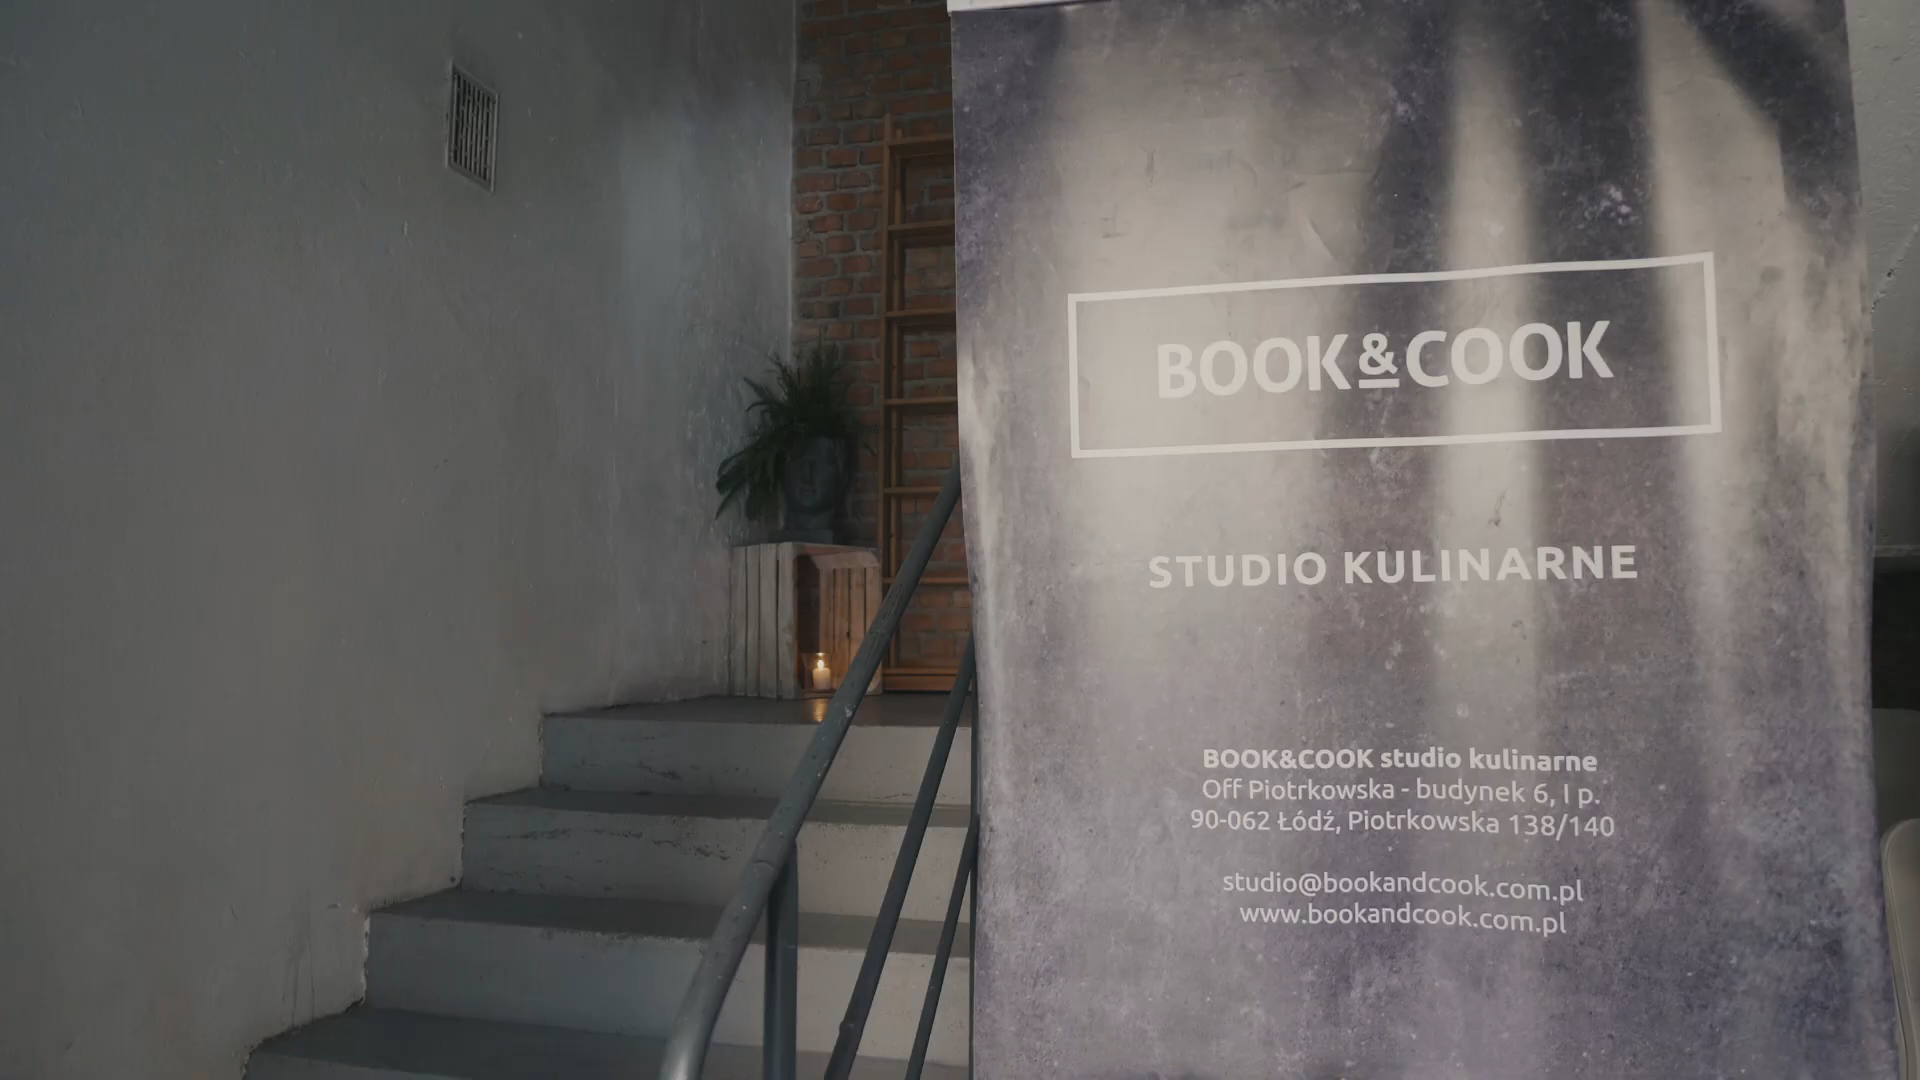 BOOK&COOK
STUDIO KULINARNE
BOOK&COOK studio kulinarne
Off Piotrkowska - budynek 6, I p.
90-062 Łódź, Piotrkowska 138/140
studio@bookandcook.com.pl
www.bookandcook.com.pl